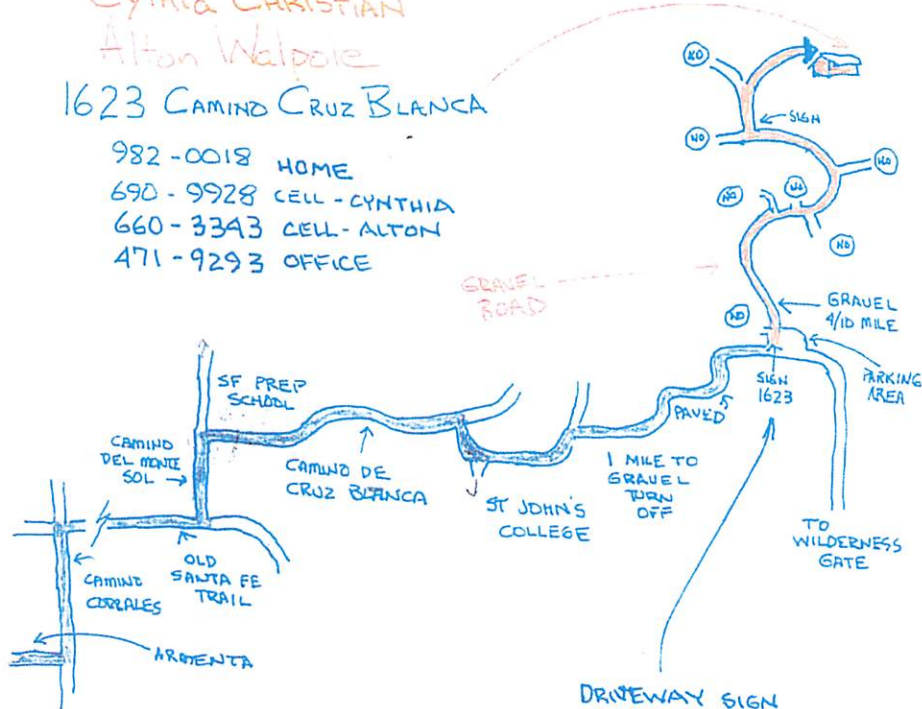 Cynthia CHRISTIAN
Alton Walpole
1623 CAMINO CRUZ BLANCA
982-0018 HOME
690-9928 CELL-CYNTHIA
660-3343 CELL-ALTON
471-9293 OFFICE
NO
SIGN
NO
NO
NO
NO
NO
GRAVEL
ROAD
NO
GRAVEL
4/10 MILE
PARKING
AREA
SIGN
1623
PAVED
SF PREP
SCHOOL
CAMINO
DEL MONTE
SOL
CAMINO DE
CRUZ BLANCA
1 MILE TO
GRAVEL
TURN
OFF
ST JOHN'S
COLLEGE
TO
WILDERNESS
GATE
OLD
SANTA FE
TRAIL
CAMINO
CORRALES
ARMENTA
DRIVEWAY SIGN